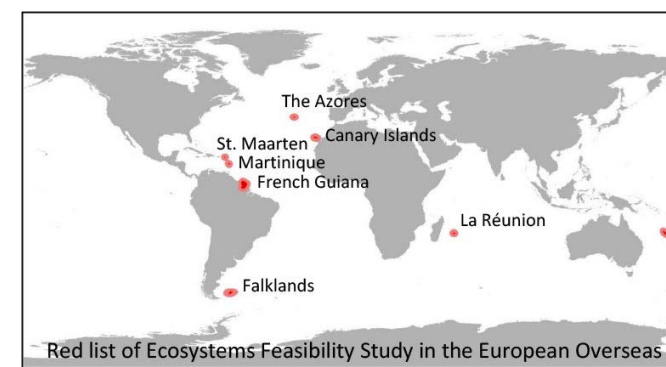 The Azores
Canary Islands
St. Maarten
Martinique
French Guiana
La Réunion
Falklands
Red list of Ecosystems Feasibility Study in the European Overseas